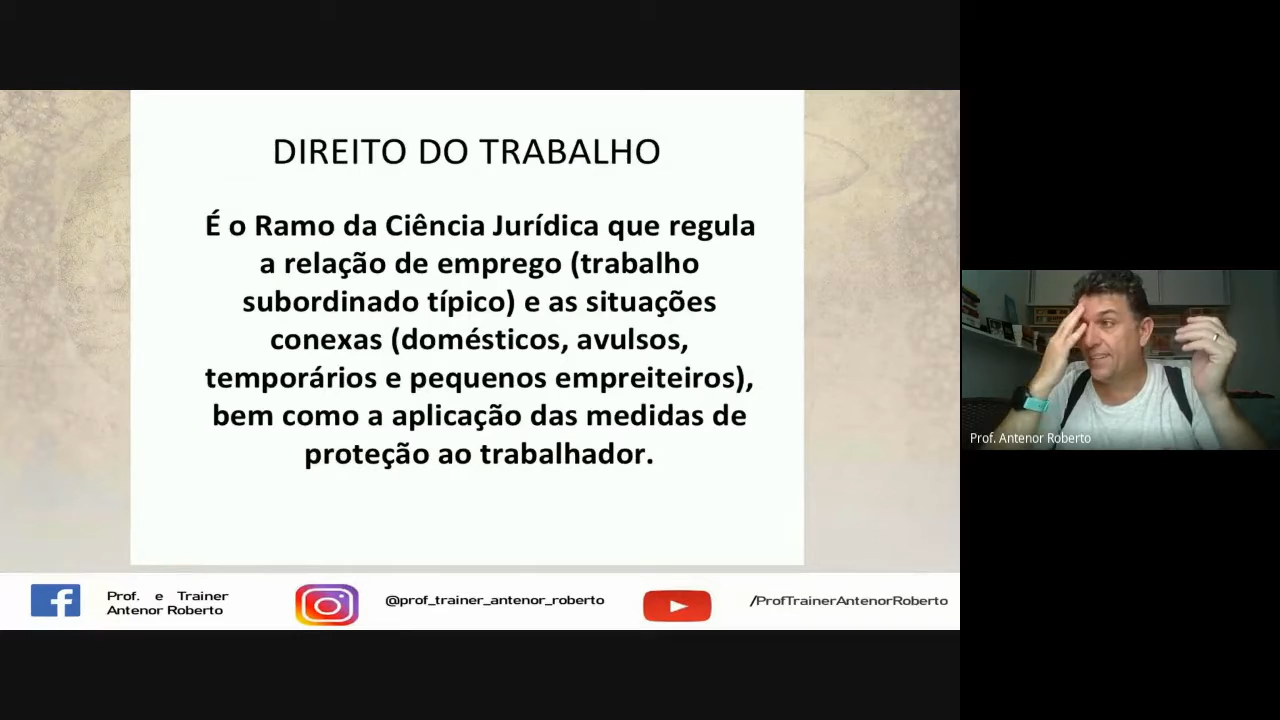 DIREITO DO TRABALHO
É o Ramo da Ciência Jurídica que regula
a relação de emprego (trabalho
subordinado típico) e as situações
conexas (domésticos, avulsos,
temporários e pequenos empreiteiros),
bem como a aplicação das medidas de
proteção ao trabalhador.
Prof. Antenor Roberto
Prof. e Trainer
Antenor Roberto
@prof_trainer_antenor_roberto
/ProfTrainerAntenorRoberto